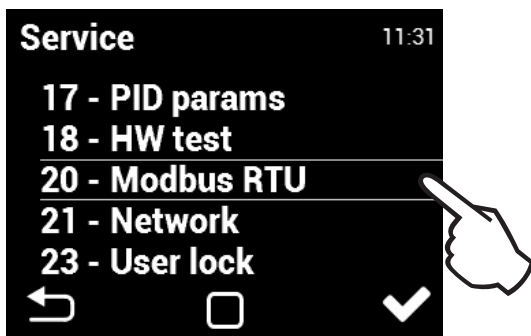 Service 11:31
17 - PID params
18 - HW test
20 - Modbus RTU
21 - Network
23 - User lock